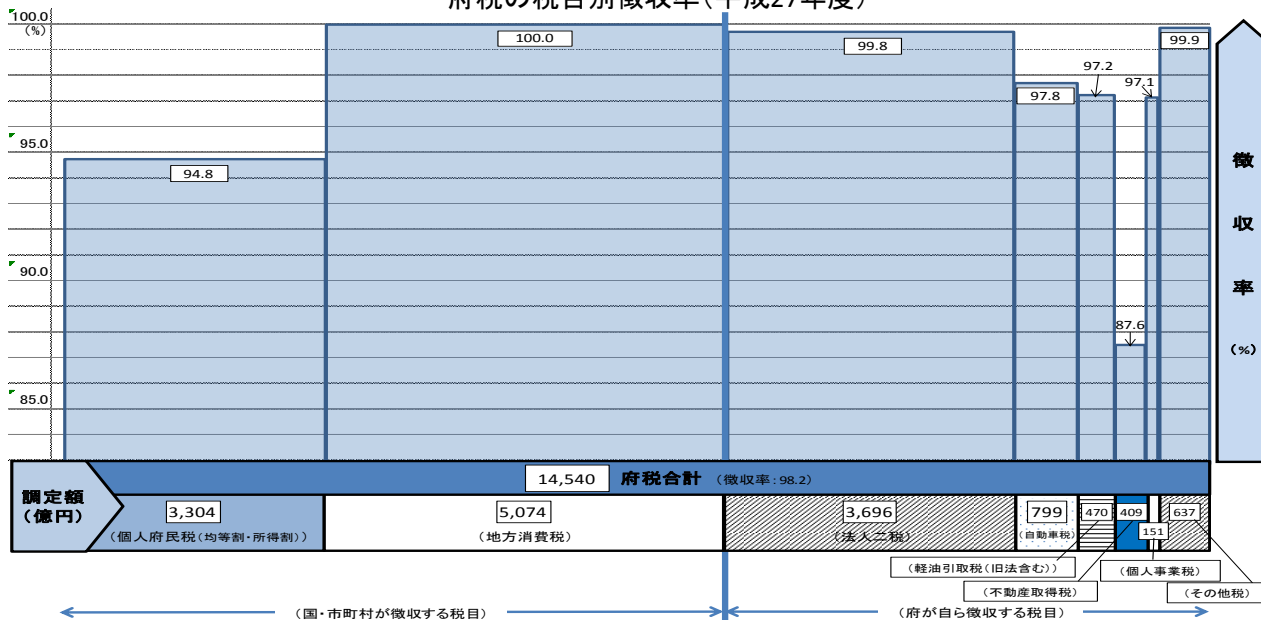 府税の税目別徴収率（平成27年度）
100.0
(%)
95.0
90.0
85.0
94.8
100.0
99.8
97.8
97.2
87.6
97.1
99.9
徴収率
(%)
調定額
（億円）
14,540 府税合計 （徴収率:98.2）
3,304
（個人府民税（均等割・所得割））
5,074
（地方消費税）
3,696
（法人二税）
799
（自動車税）
470
409
151
637
（軽油引取税（旧法含む））
（不動産取得税）
（個人事業税）
（その他税）
（国・市町村が徴収する税目）
（府が自ら徴収する税目）